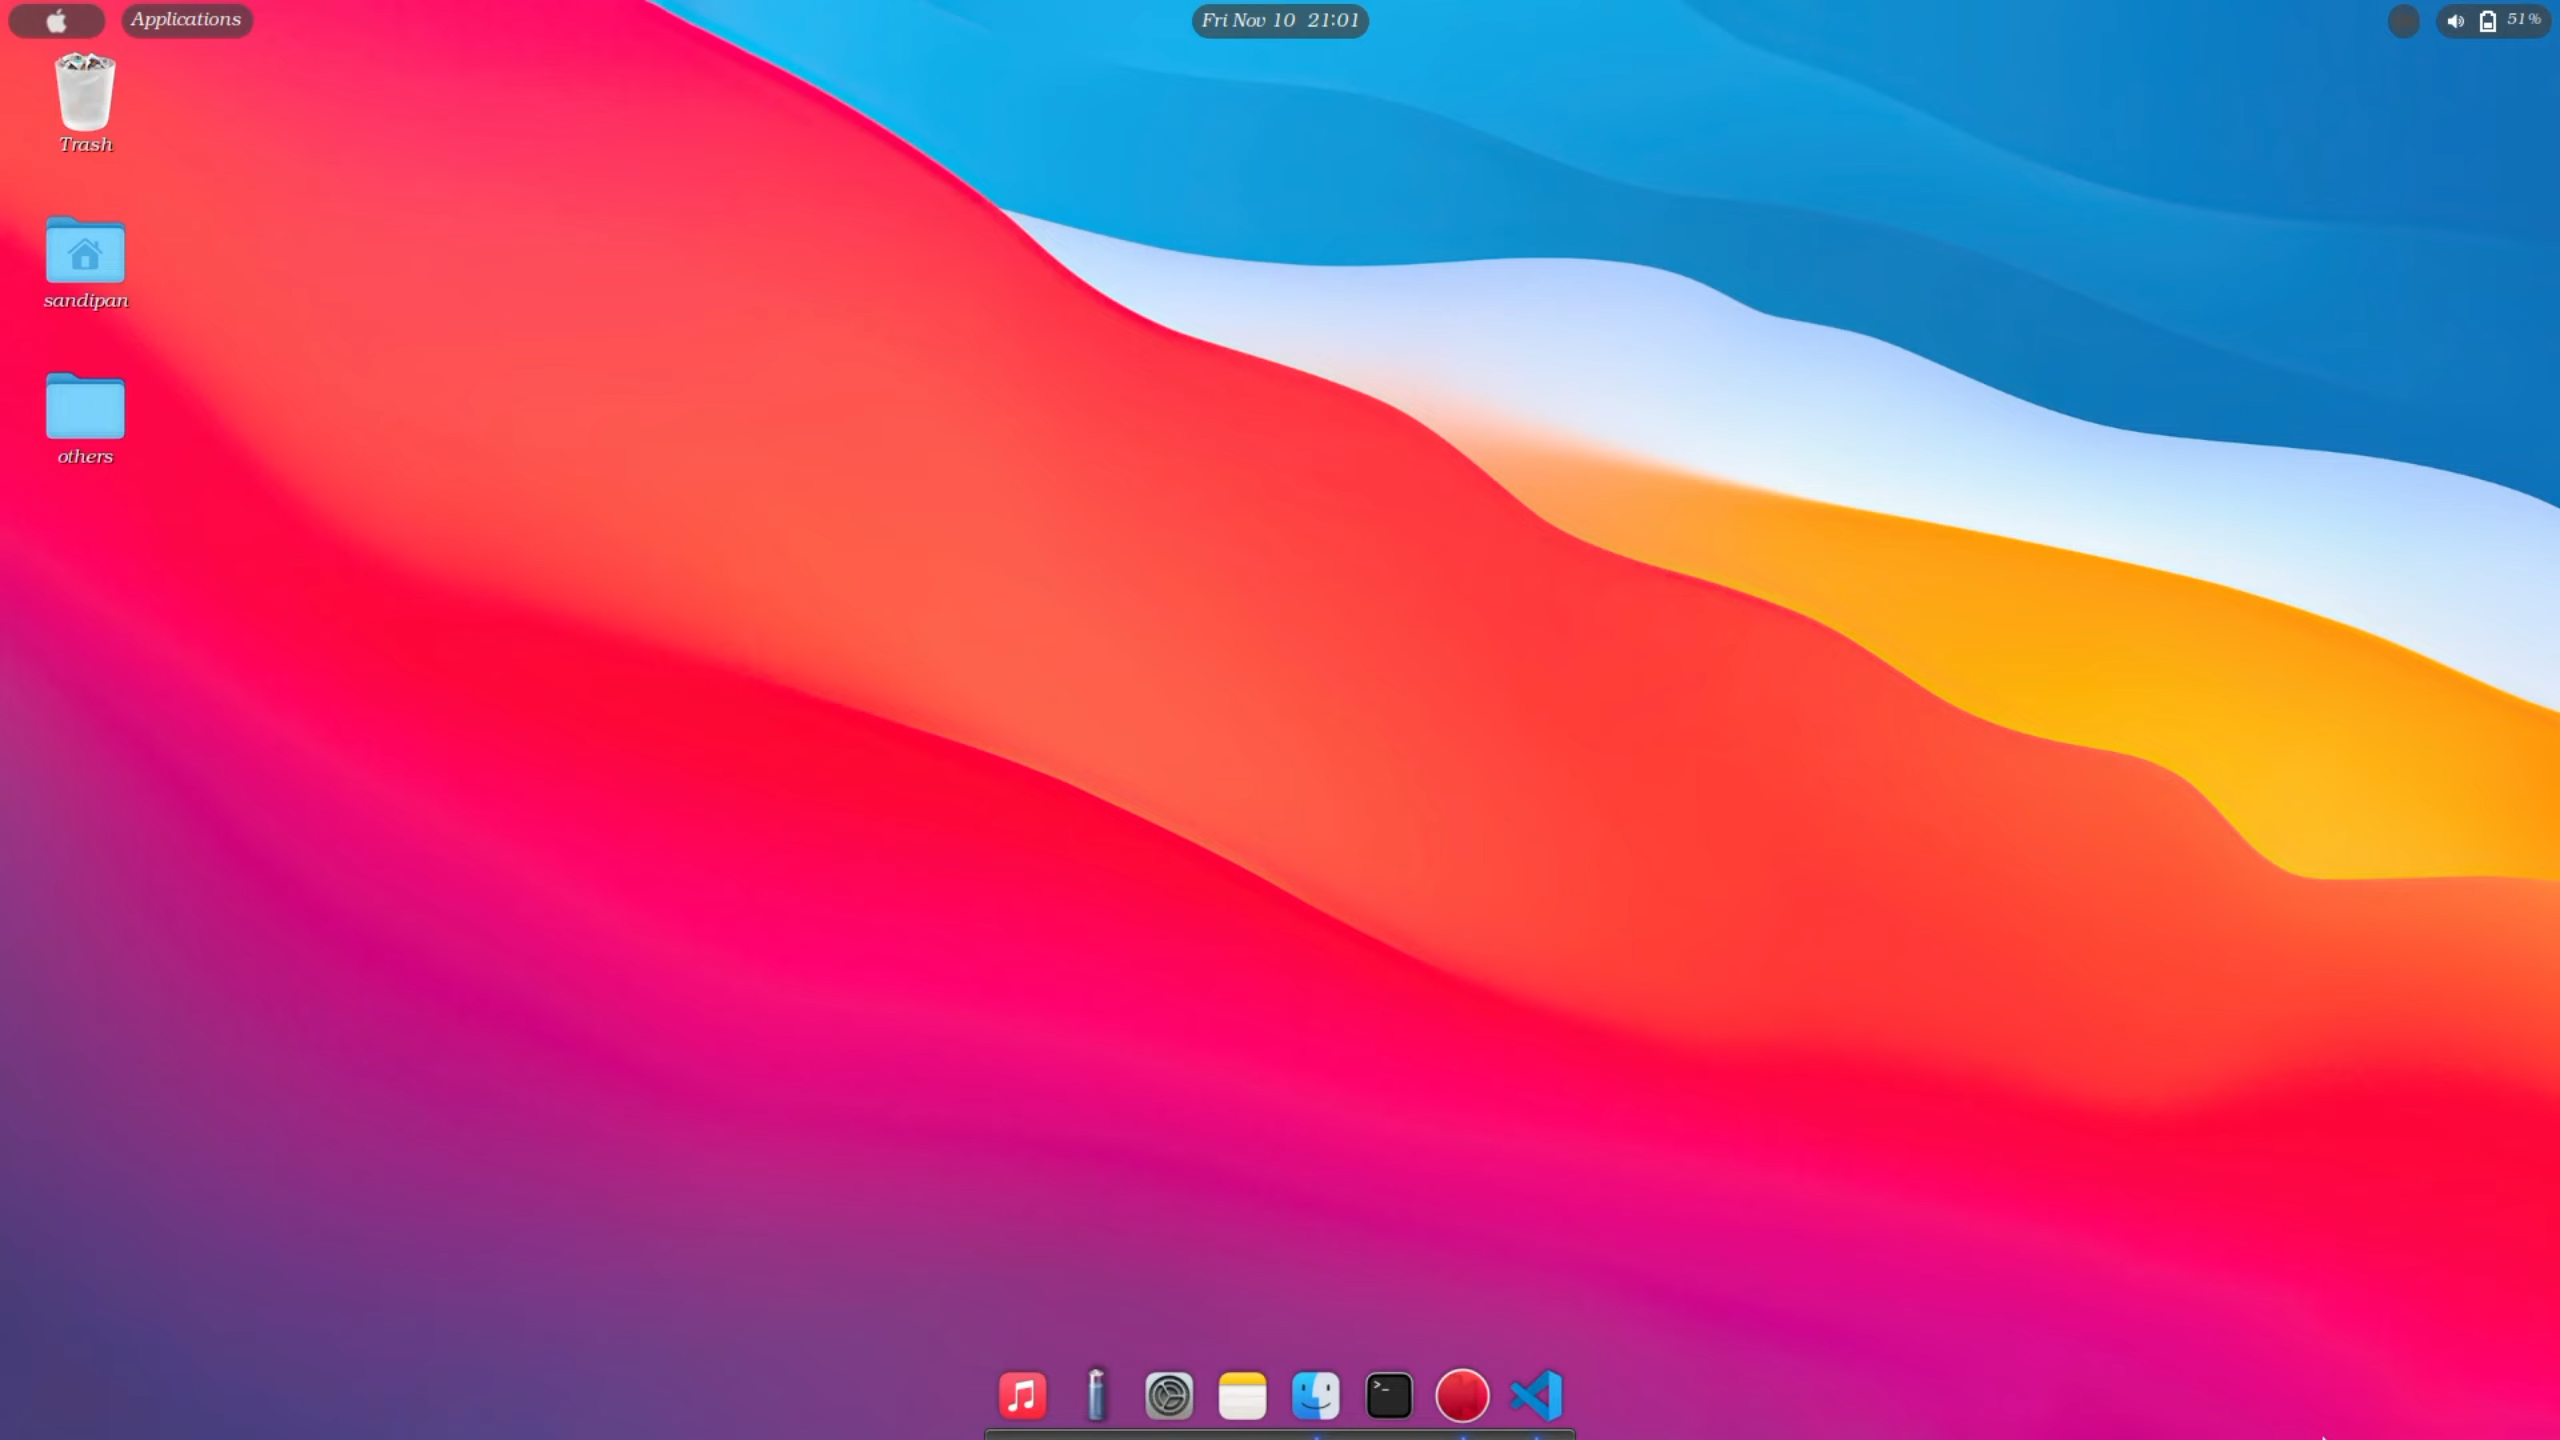 Applications
Fri Nov 10 21:01
51%
Trash
sandipan
others
>_